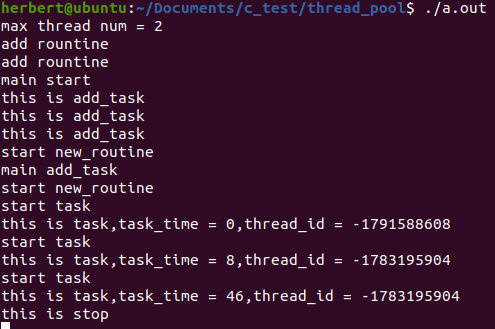 herbert@ubuntu:~/Documents/c_test/thread_pool$ ./a.out
max thread num = 2
add rountine
add rountine
main start
this is add_task
this is add_task
this is add_task
start new_routine
main add_task
start new_routine
start task
this is task,task_time = 0,thread_id = -1791588608
start task
this is task,task_time = 8,thread_id = -1783195904
start task
this is task,task_time = 46,thread_id = -1783195904
this is stop